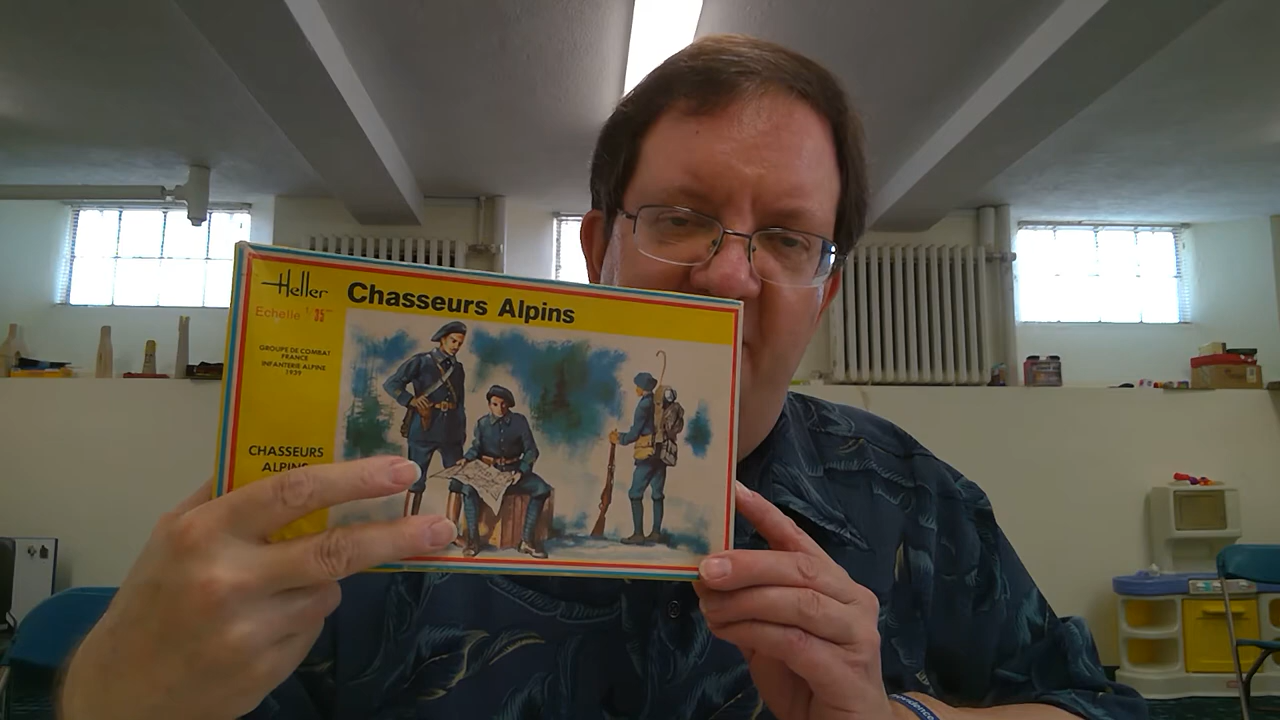 Heller
Chasseurs Alpins
Echelle 1/35
GROUPE DE COMBAT
FRANCE
INFANTERIE ALPINE
1939
CHASSEURS
ALPINS